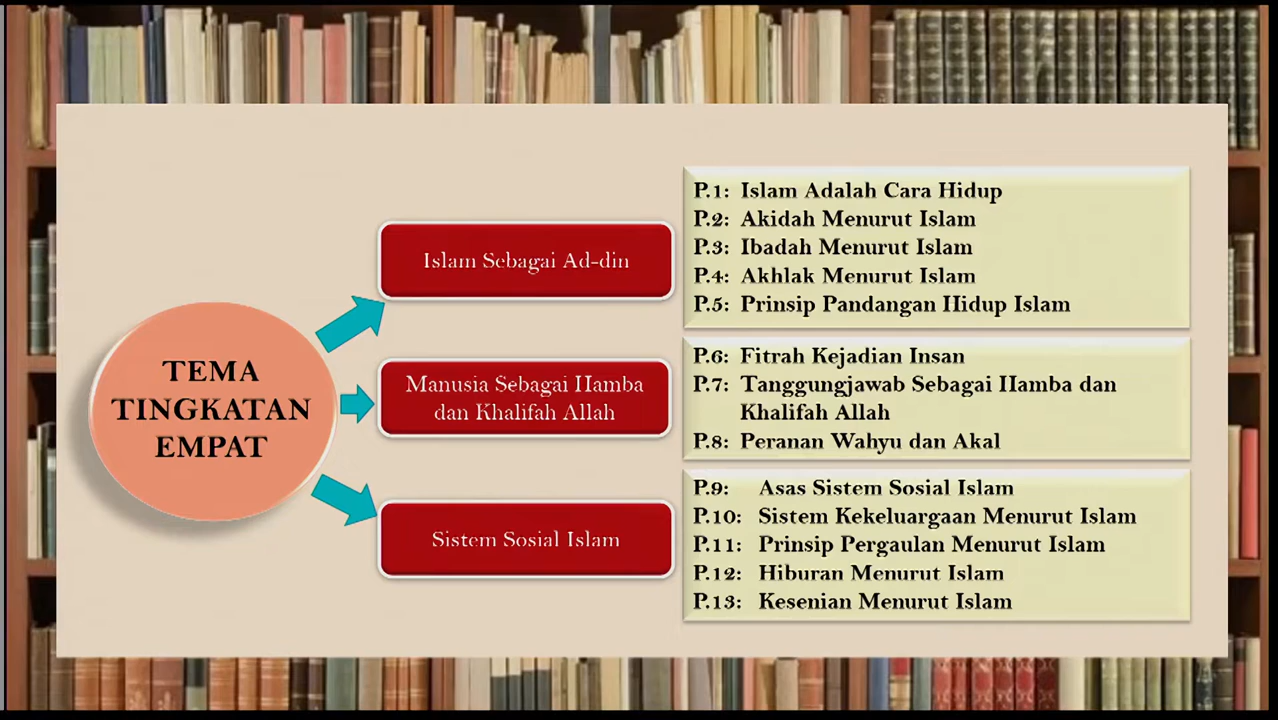 TEMA
TINGKATAN
EMPAT
Islam Sebagai Ad-din
P.1: Islam Adalah Cara Hidup
P.2: Akidah Menurut Islam
P.3: Ibadah Menurut Islam
P.4: Akhlak Menurut Islam
P.5: Prinsip Pandangan Hidup Islam
Manusia Sebagai Hamba
dan Khalifah Allah
P.6: Fitrah Kejadian Insan
P.7: Tanggungjawab Sebagai Hamba dan
Khalifah Allah
P.8: Peranan Wahyu dan Akal
Sistem Sosial Islam
P.9: Asas Sistem Sosial Islam
P.10: Sistem Kekeluargaan Menurut Islam
P.11: Prinsip Pergaulan Menurut Islam
P.12: Hiburan Menurut Islam
P.13: Kesenian Menurut Islam